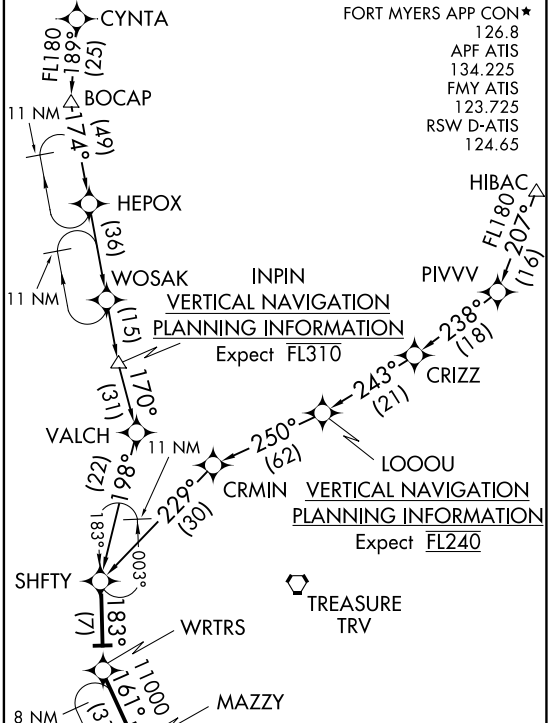 FORT MYERS APP CON★
126.8
APF ATIS
134.225
FMY ATIS
123.725
RSW D-ATIS
124.65
CYNTA
FL180
189°
(25)
BOCAP
11 NM
174°
(49)
HEPOX
(36)
11 NM
WOSAK
(15)
INPIN
VERTICAL NAVIGATION
PLANNING INFORMATION
Expect FL310
HIBAC
FL180
207°
(16)
PIVVV
238°
(18)
CRIZZ
243°
(21)
170°
(31)
VALCH
11 NM
250°
(62)
LOOOU
VERTICAL NAVIGATION
PLANNING INFORMATION
Expect FL240
CRMIN
198°
(22)
229°
(30)
183°
003°
SHFTY
TREASURE
TRV
183°
(7)
WRTRS
11000
161°
MAZZY
8 NM